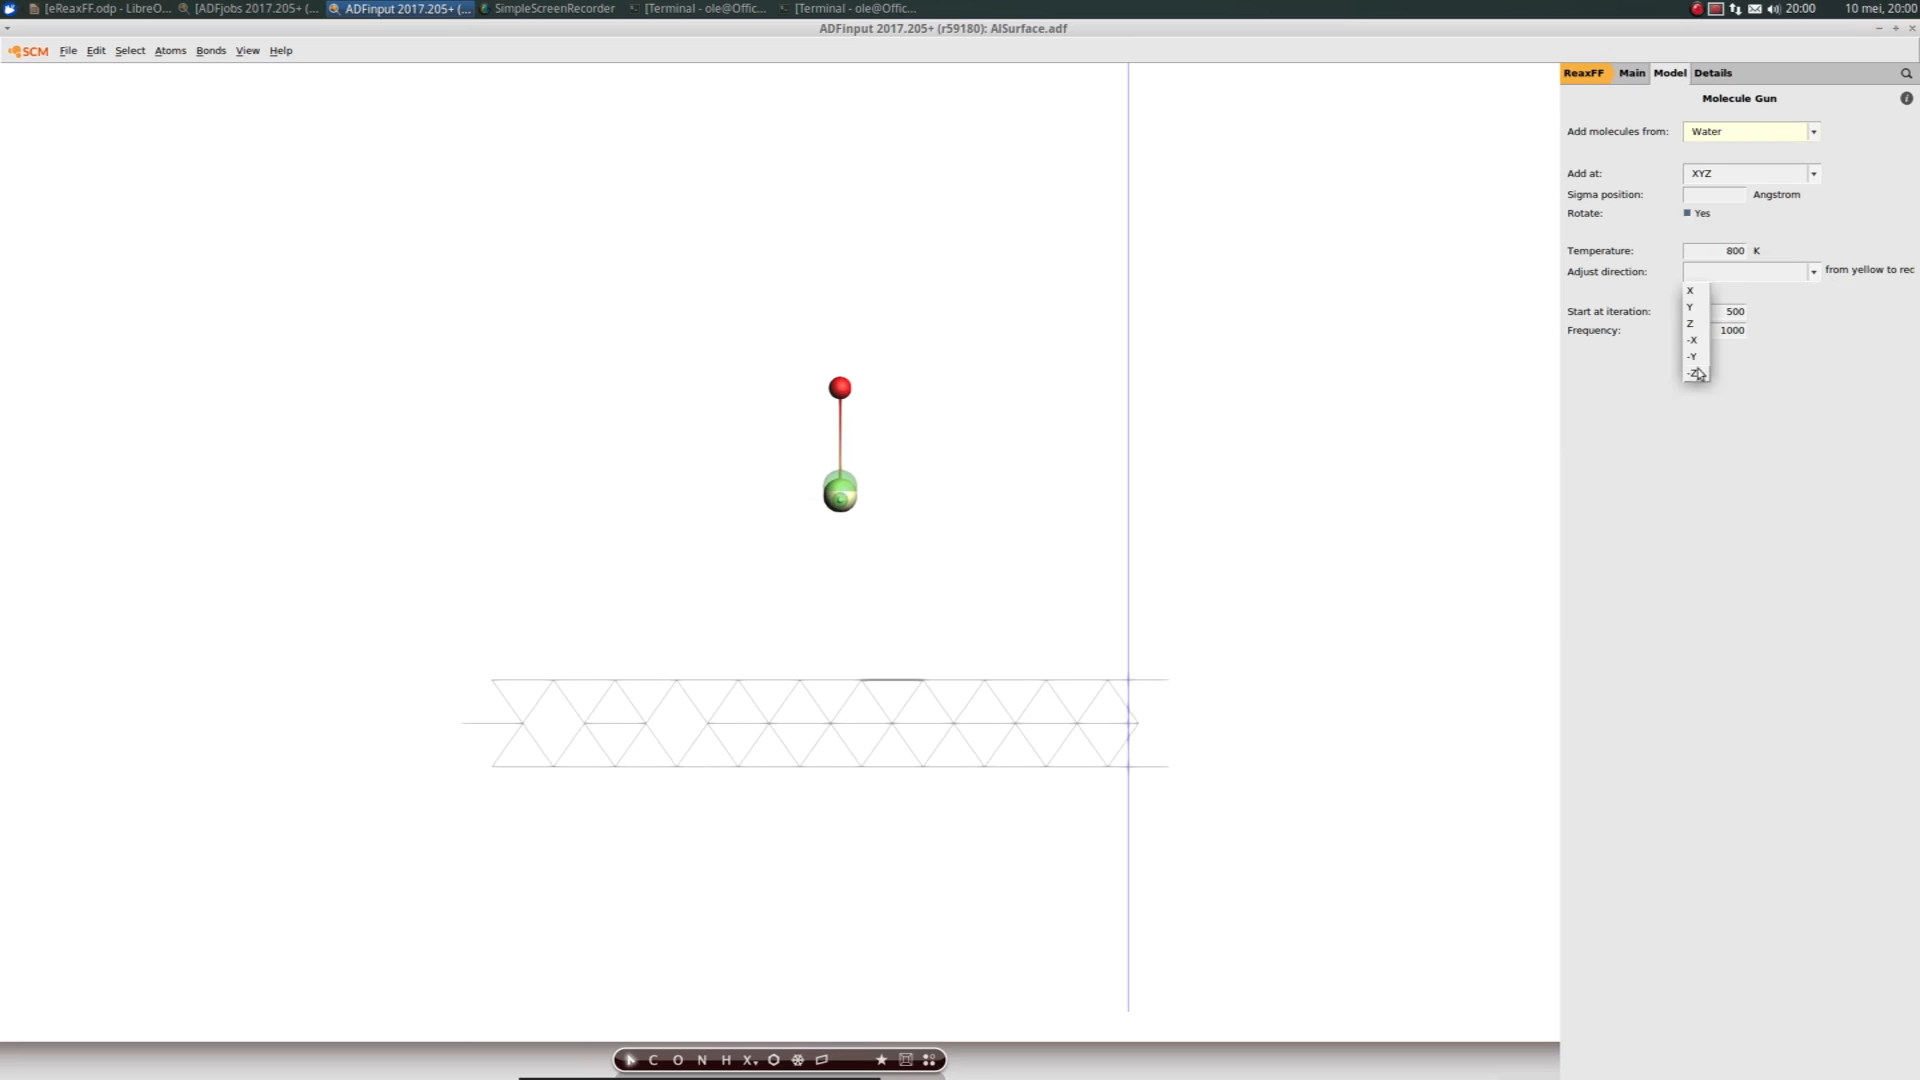 [eReaxFF.odp - LibreO... [ADFjobs 2017.205+ (... ADFinput 2017.205+ (... SimpleScreenRecorder [Terminal - ole@Offic... [Terminal - ole@Offic... 20:00 10 mei, 20:00
ADFinput 2017.205+ (r59180): AlSurface.adf
SCM File Edit Select Atoms Bonds View Help
ReaxFF Main Model Details
Molecule Gun
Add molecules from: Water
Add at: XYZ
Sigma position: Angstrom
Rotate: Yes
Temperature: 800 K
Adjust direction: from yellow to rec
X
Y
Z
-X
-Y
-Z
Start at iteration: 500
Frequency: 1000
C O N H X